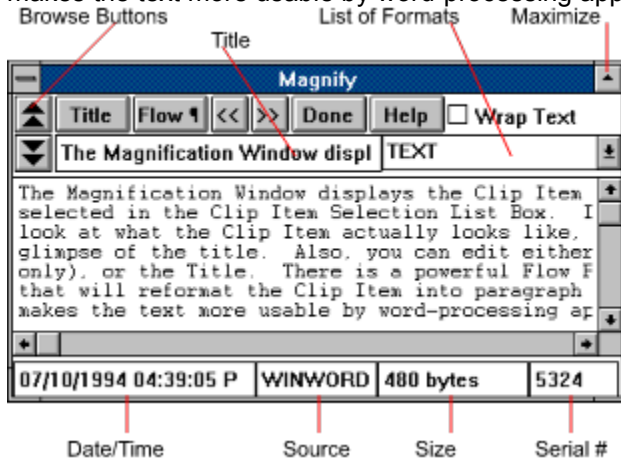 makes the text more usable by word-processing app
Browse Buttons List of Formats Maximize
Title
Magnify
Title Flow ¶ << >> Done Help Wrap Text
The Magnification Window displ TEXT
The Magnification Window displays the Clip Item
selected in the Clip Item Selection List Box. I
look at what the Clip Item actually looks like,
glimpse of the title. Also, you can edit either
only), or the Title. There is a powerful Flow F
that will reformat the Clip Item into paragraph
makes the text more usable by word-processing ap
07/10/1994 04:39:05 P WINWORD 480 bytes 5324
Date/Time Source Size Serial #